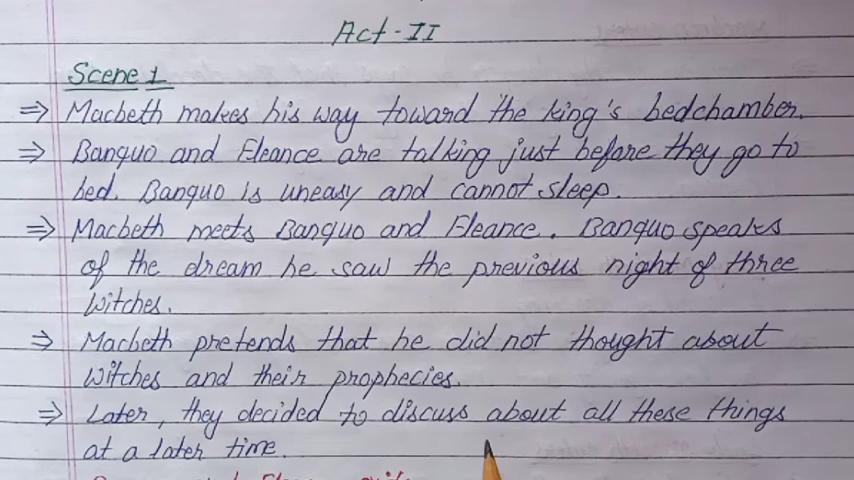 Act-II
Scene 1
⇒ Macbeth makes his way toward the king's bedchamber.
⇒ Banquo and Fleance are talking just before they go to
bed. Banquo is uneasy and cannot sleep.
⇒ Macbeth meets Banquo and Fleance. Banquo speaks
of the dream he saw the previous night of three
witches.
⇒ Macbeth pretends that he did not thought about
witches and their prophecies.
⇒ Later, they decided to discuss about all these things
at a later time.